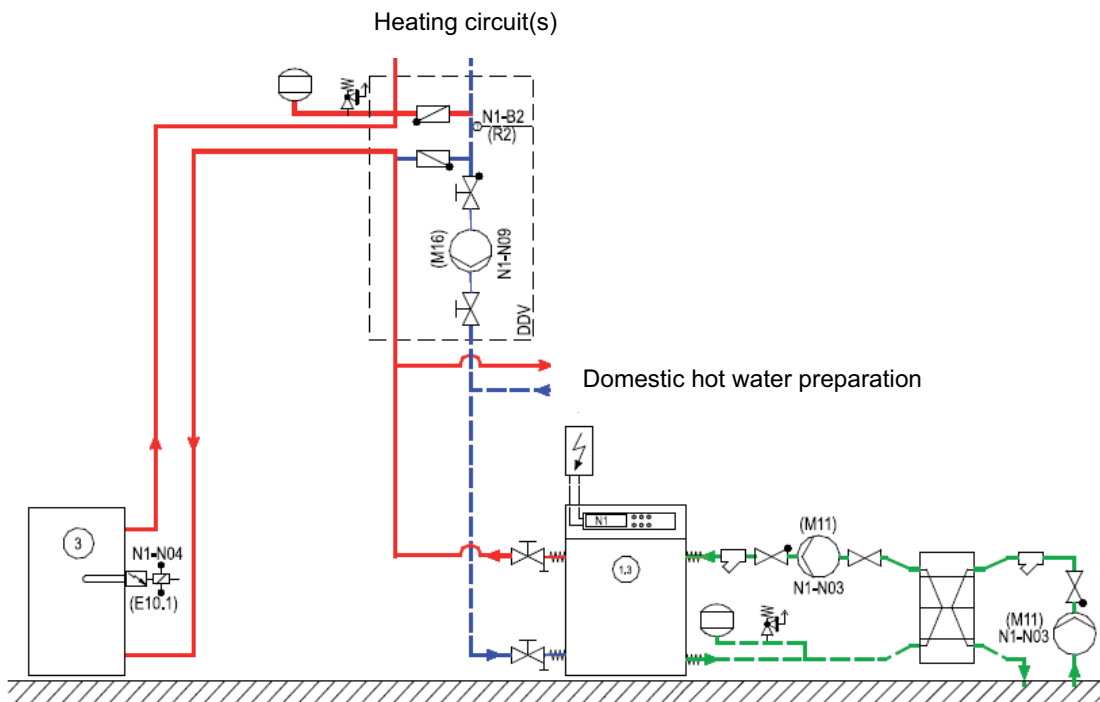 Heating circuit(s)
N1-B2
(R2)
(M16)
N1-N09
DDV
Domestic hot water preparation
N1
3
N1-N04
(E10.1)
1.3
(M11)
N1-N03
(M11)
N1-N03